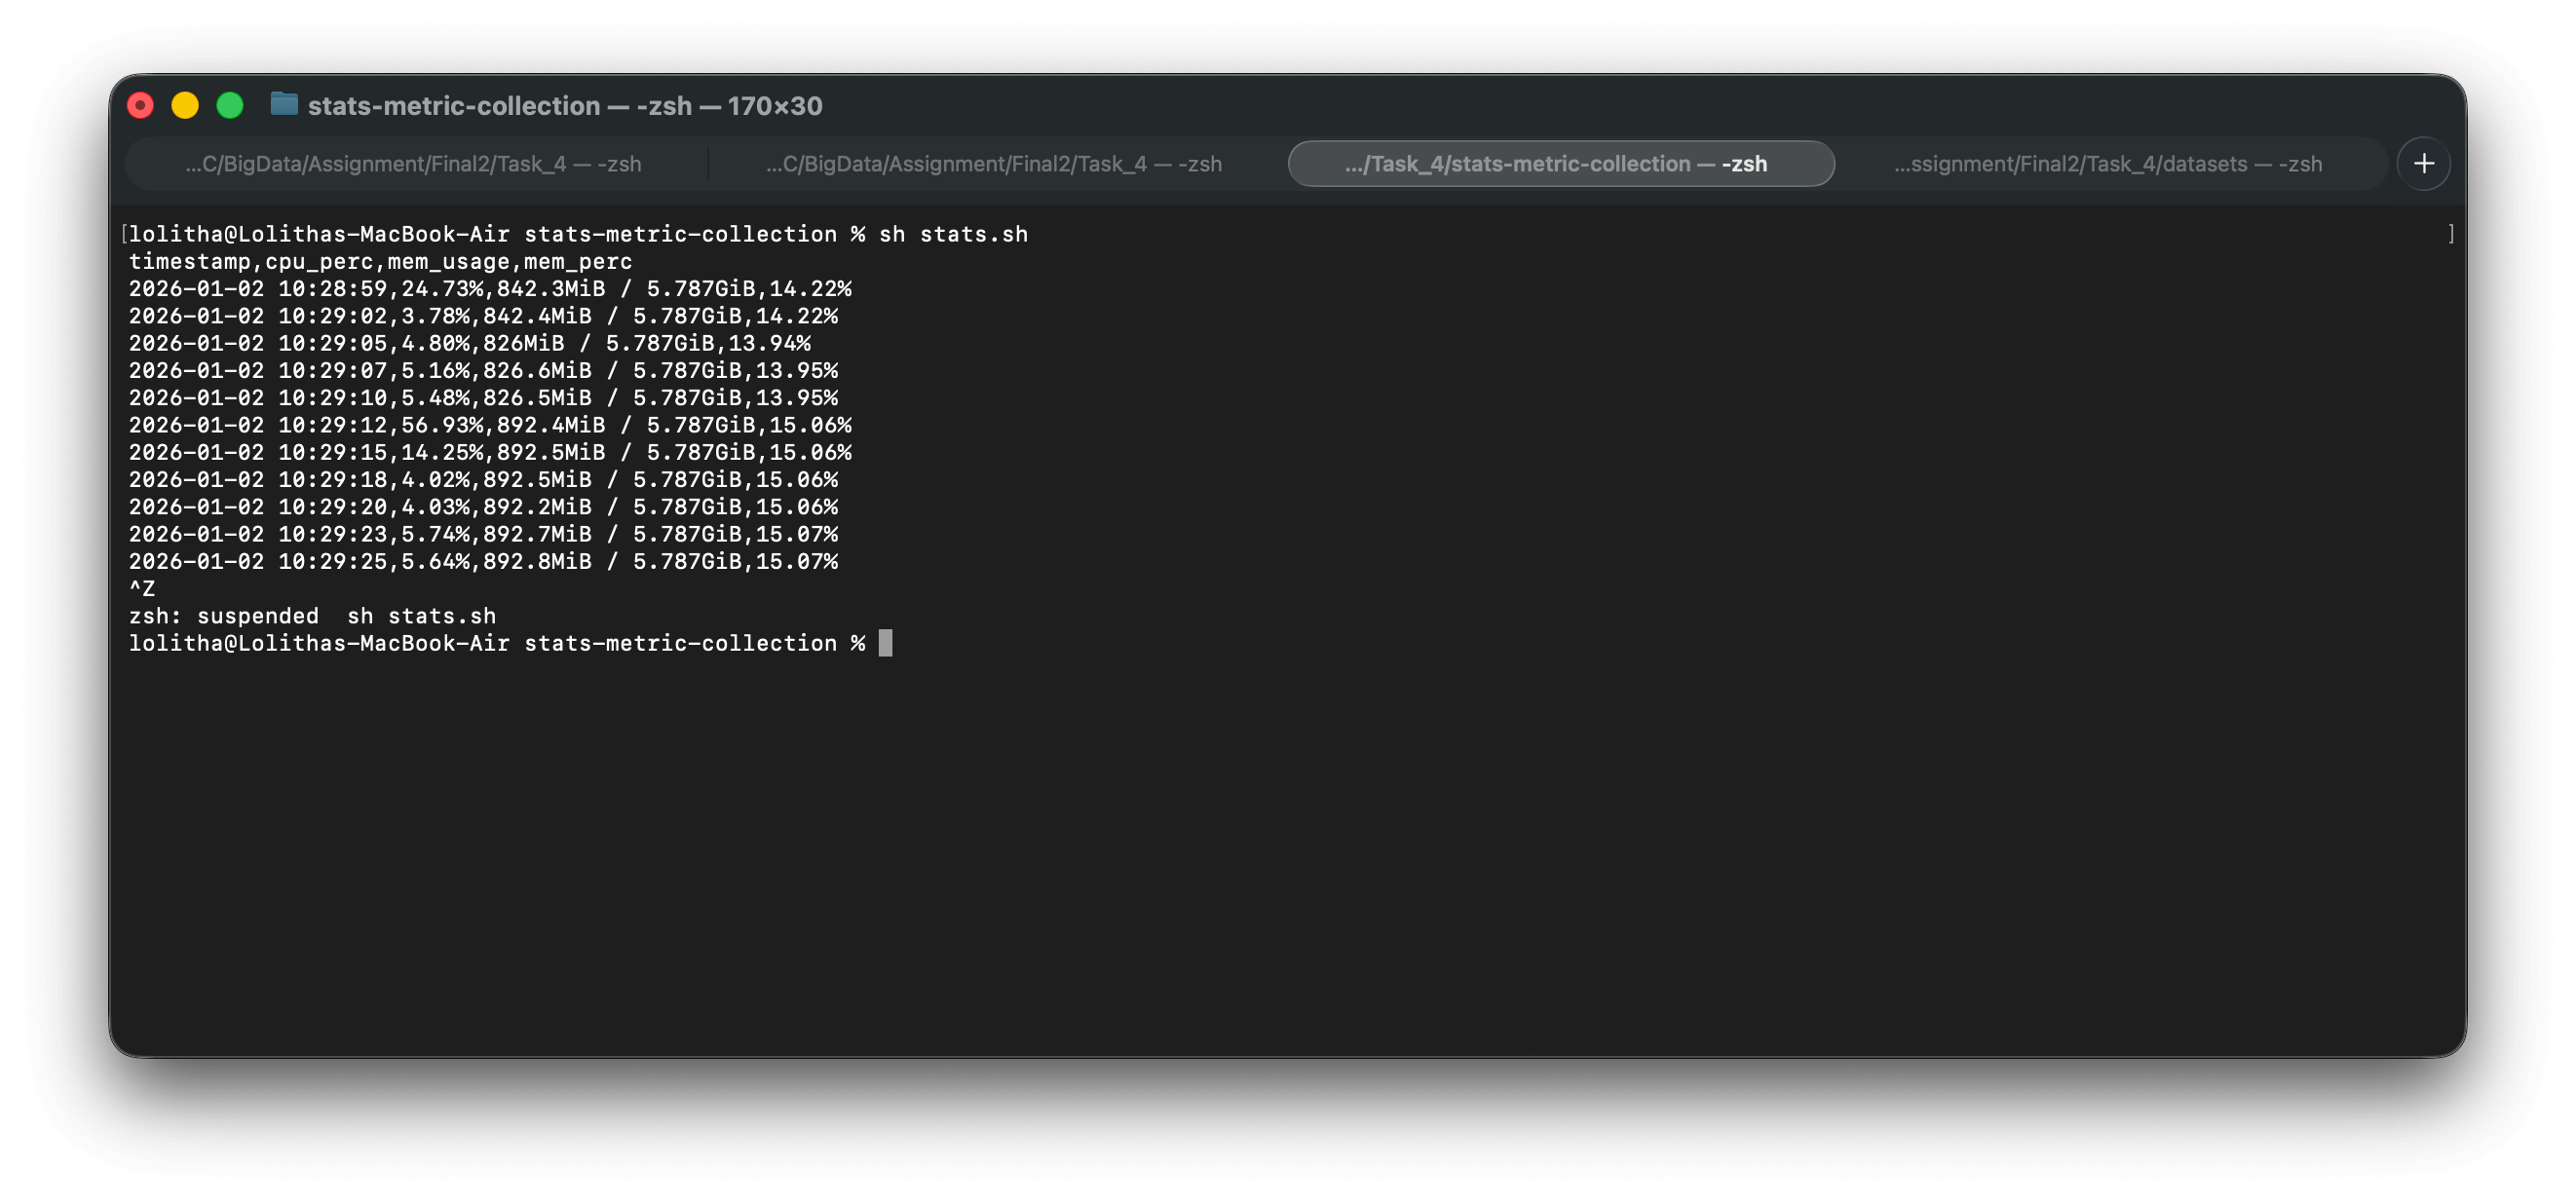 stats-metric-collection — -zsh — 170×30
...C/BigData/Assignment/Final2/Task_4 — -zsh
...C/BigData/Assignment/Final2/Task_4 — -zsh
.../Task_4/stats-metric-collection — -zsh
...ssignment/Final2/Task_4/datasets — -zsh
+
[lolitha@Lolithas-MacBook-Air stats-metric-collection % sh stats.sh ]
timestamp,cpu_perc,mem_usage,mem_perc
2026-01-02 10:28:59,24.73%,842.3MiB / 5.787GiB,14.22%
2026-01-02 10:29:02,3.78%,842.4MiB / 5.787GiB,14.22%
2026-01-02 10:29:05,4.80%,826MiB / 5.787GiB,13.94%
2026-01-02 10:29:07,5.16%,826.6MiB / 5.787GiB,13.95%
2026-01-02 10:29:10,5.48%,826.5MiB / 5.787GiB,13.95%
2026-01-02 10:29:12,56.93%,892.4MiB / 5.787GiB,15.06%
2026-01-02 10:29:15,14.25%,892.5MiB / 5.787GiB,15.06%
2026-01-02 10:29:18,4.02%,892.5MiB / 5.787GiB,15.06%
2026-01-02 10:29:20,4.03%,892.2MiB / 5.787GiB,15.06%
2026-01-02 10:29:23,5.74%,892.7MiB / 5.787GiB,15.07%
2026-01-02 10:29:25,5.64%,892.8MiB / 5.787GiB,15.07%
^Z
zsh: suspended  sh stats.sh
lolitha@Lolithas-MacBook-Air stats-metric-collection %